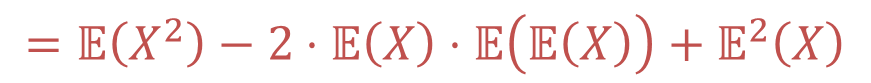 = 𝔼(𝑋²) − 2 · 𝔼(𝑋) · 𝔼(𝔼(𝑋)) + 𝔼²(𝑋)